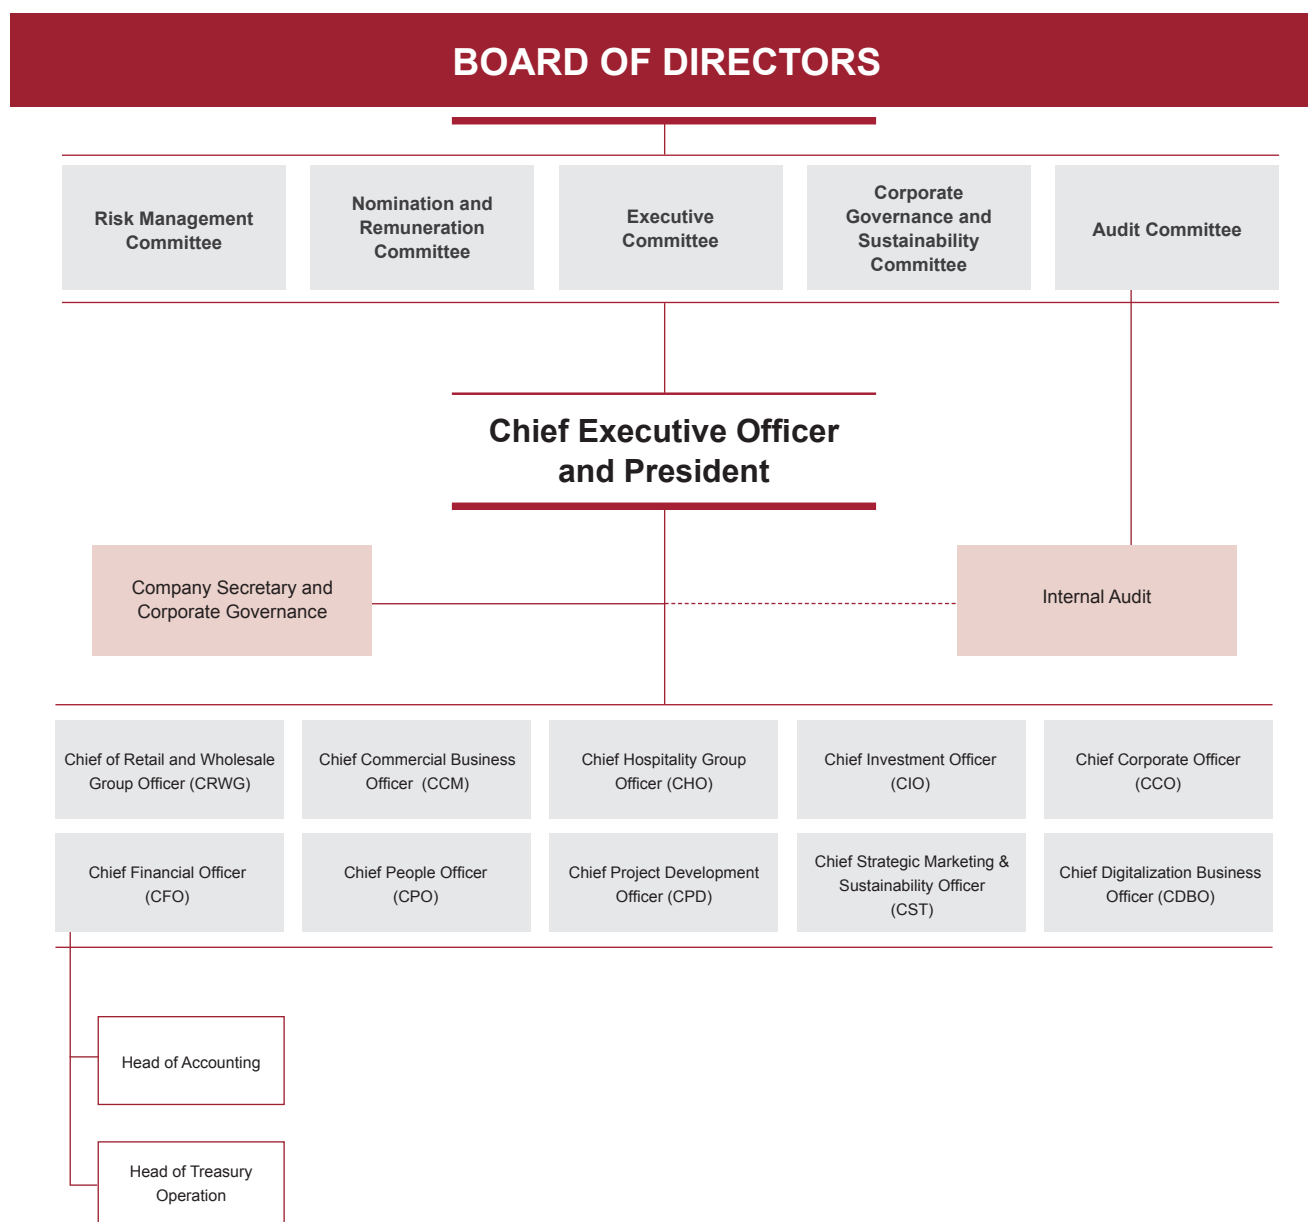 BOARD OF DIRECTORS
Risk Management
Committee
Nomination and
Remuneration
Committee
Executive
Committee
Corporate
Governance and
Sustainability
Committee
Audit Committee
Chief Executive Officer
and President
Company Secretary and
Corporate Governance
Internal Audit
Chief of Retail and Wholesale
Group Officer (CRWG)
Chief Commercial Business
Officer (CCM)
Chief Hospitality Group
Officer (CHO)
Chief Investment Officer
(CIO)
Chief Corporate Officer
(CCO)
Chief Financial Officer
(CFO)
Chief People Officer
(CPO)
Chief Project Development
Officer (CPD)
Chief Strategic Marketing &
Sustainability Officer
(CST)
Chief Digitalization Business
Officer (CDBO)
Head of Accounting
Head of Treasury
Operation